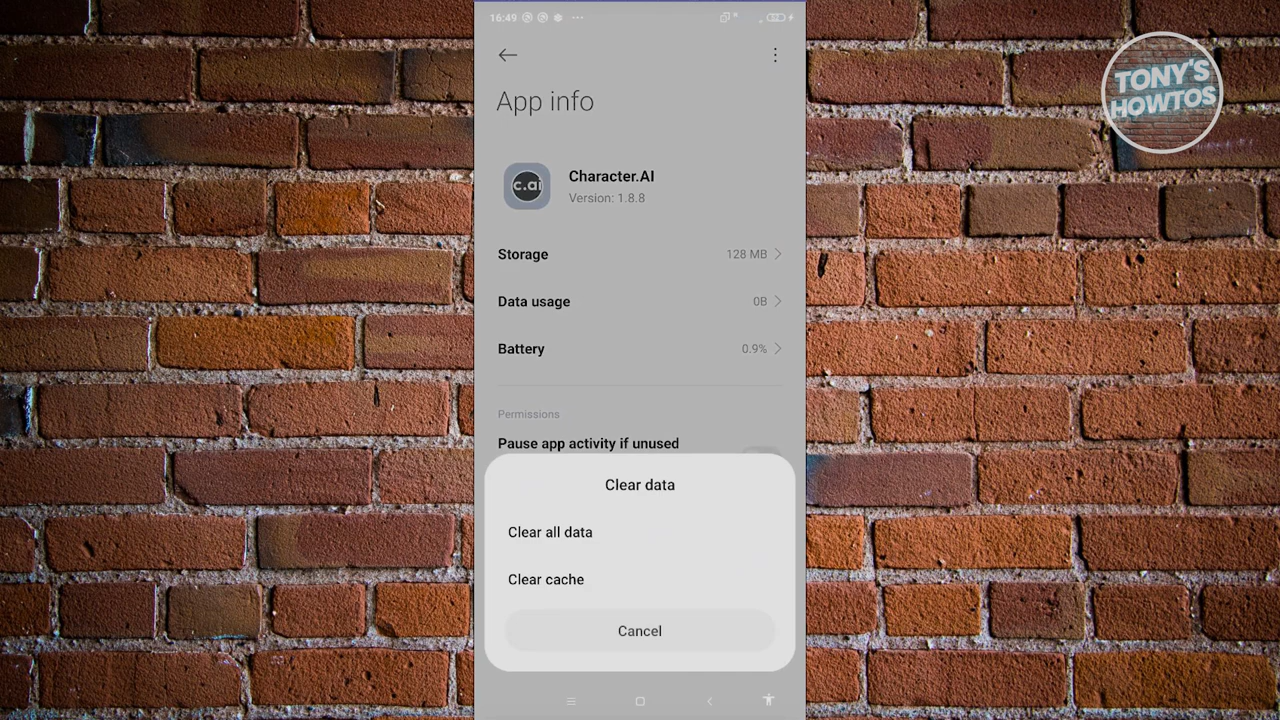 16:49
TONY'S
HOWTOS
App info
c.ai
Character.AI
Version: 1.8.8
Storage 128 MB
Data usage 0B
Battery 0.9%
Permissions
Pause app activity if unused
Clear data
Clear all data
Clear cache
Cancel